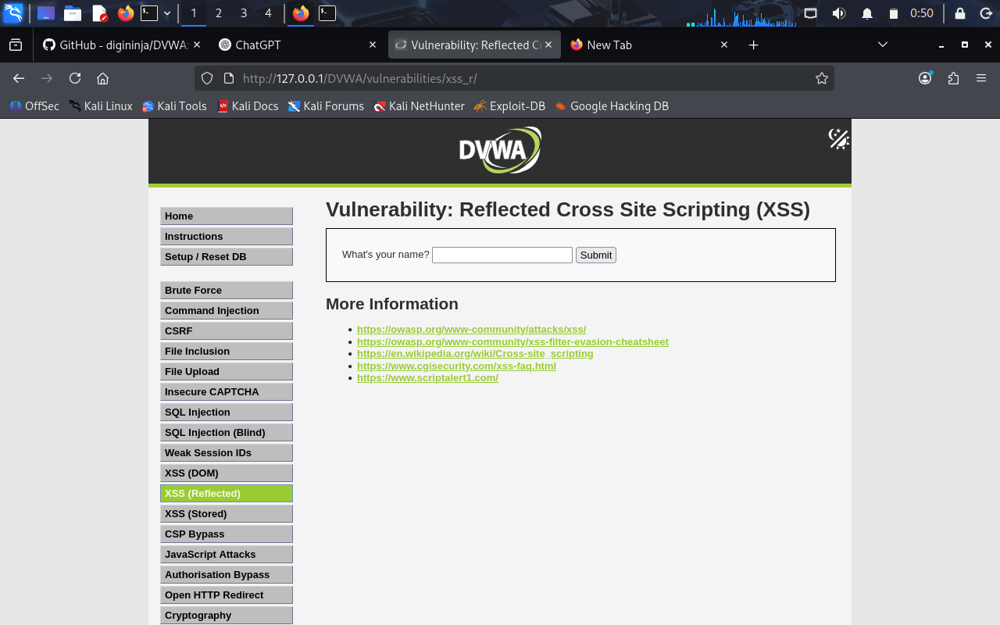 1 2 3 4 0:50
GitHub - digininja/DVWA: ChatGPT Vulnerability: Reflected Cr New Tab
http://127.0.0.1/DVWA/vulnerabilities/xss_r/
OffSec Kali Linux Kali Tools Kali Docs Kali Forums Kali NetHunter Exploit-DB Google Hacking DB
DVWA
Vulnerability: Reflected Cross Site Scripting (XSS)
What's your name? Submit
More Information
https://owasp.org/www-community/attacks/xss/
https://owasp.org/www-community/xss-filter-evasion-cheatsheet
https://en.wikipedia.org/wiki/Cross-site_scripting
https://www.cgisecurity.com/xss-faq.html
https://www.scriptalert1.com/
Home
Instructions
Setup / Reset DB
Brute Force
Command Injection
CSRF
File Inclusion
File Upload
Insecure CAPTCHA
SQL Injection
SQL Injection (Blind)
Weak Session IDs
XSS (DOM)
XSS (Reflected)
XSS (Stored)
CSP Bypass
JavaScript Attacks
Authorisation Bypass
Open HTTP Redirect
Cryptography